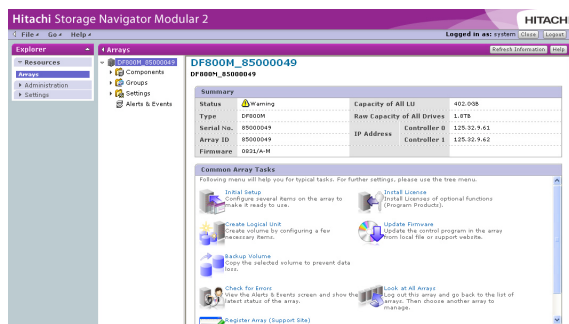 Hitachi Storage Navigator Modular 2
HITACHI
File Go Help
Logged in as: system Close Logout
Explorer
Arrays
Refresh Information Help
Resources
Arrays
Administration
Settings
DF800M_85000049
Components
Groups
Settings
Alerts & Events
DF800M_85000049
DF800M_85000049
Summary
Status Warning Capacity of All LU 402.0GB
Type DF800M Raw Capacity of All Drives 1.8TB
Serial No. 85000049 IP Address Controller 0 125.32.9.61
Array ID 85000049 Controller 1 125.32.9.62
Firmware 0831/A-M
Common Array Tasks
Following menu will help you for typical tasks. For further settings, please use the tree menu.
Initial Setup
Configure several items on the array to
make it ready to use.
Install License
Install Licenses of optional functions
(Program Products).
Create Logical Unit
Create volume by configuring a few
necessary items.
Update Firmware
Update the control program in the array
from local file or support website.
Backup Volume
Copy the selected volume to prevent data
loss.
Check for Errors
View the Alerts & Events screen and show the
latest status of the array.
Look at All Arrays
Log out this array and go back to the list of
arrays. Then choose another array to
manage.
Register Array (Support Site)